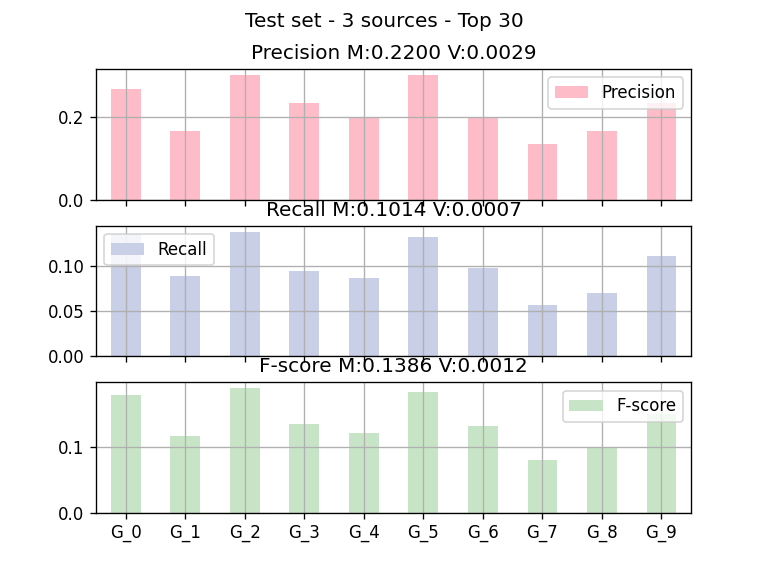 Test set - 3 sources - Top 30
Precision M:0.2200 V:0.0029
Precision
0.2
0.0
Recall M:0.1014 V:0.0007
Recall
0.10
0.05
0.00
F-score M:0.1386 V:0.0012
F-score
0.1
0.0
G_0 G_1 G_2 G_3 G_4 G_5 G_6 G_7 G_8 G_9